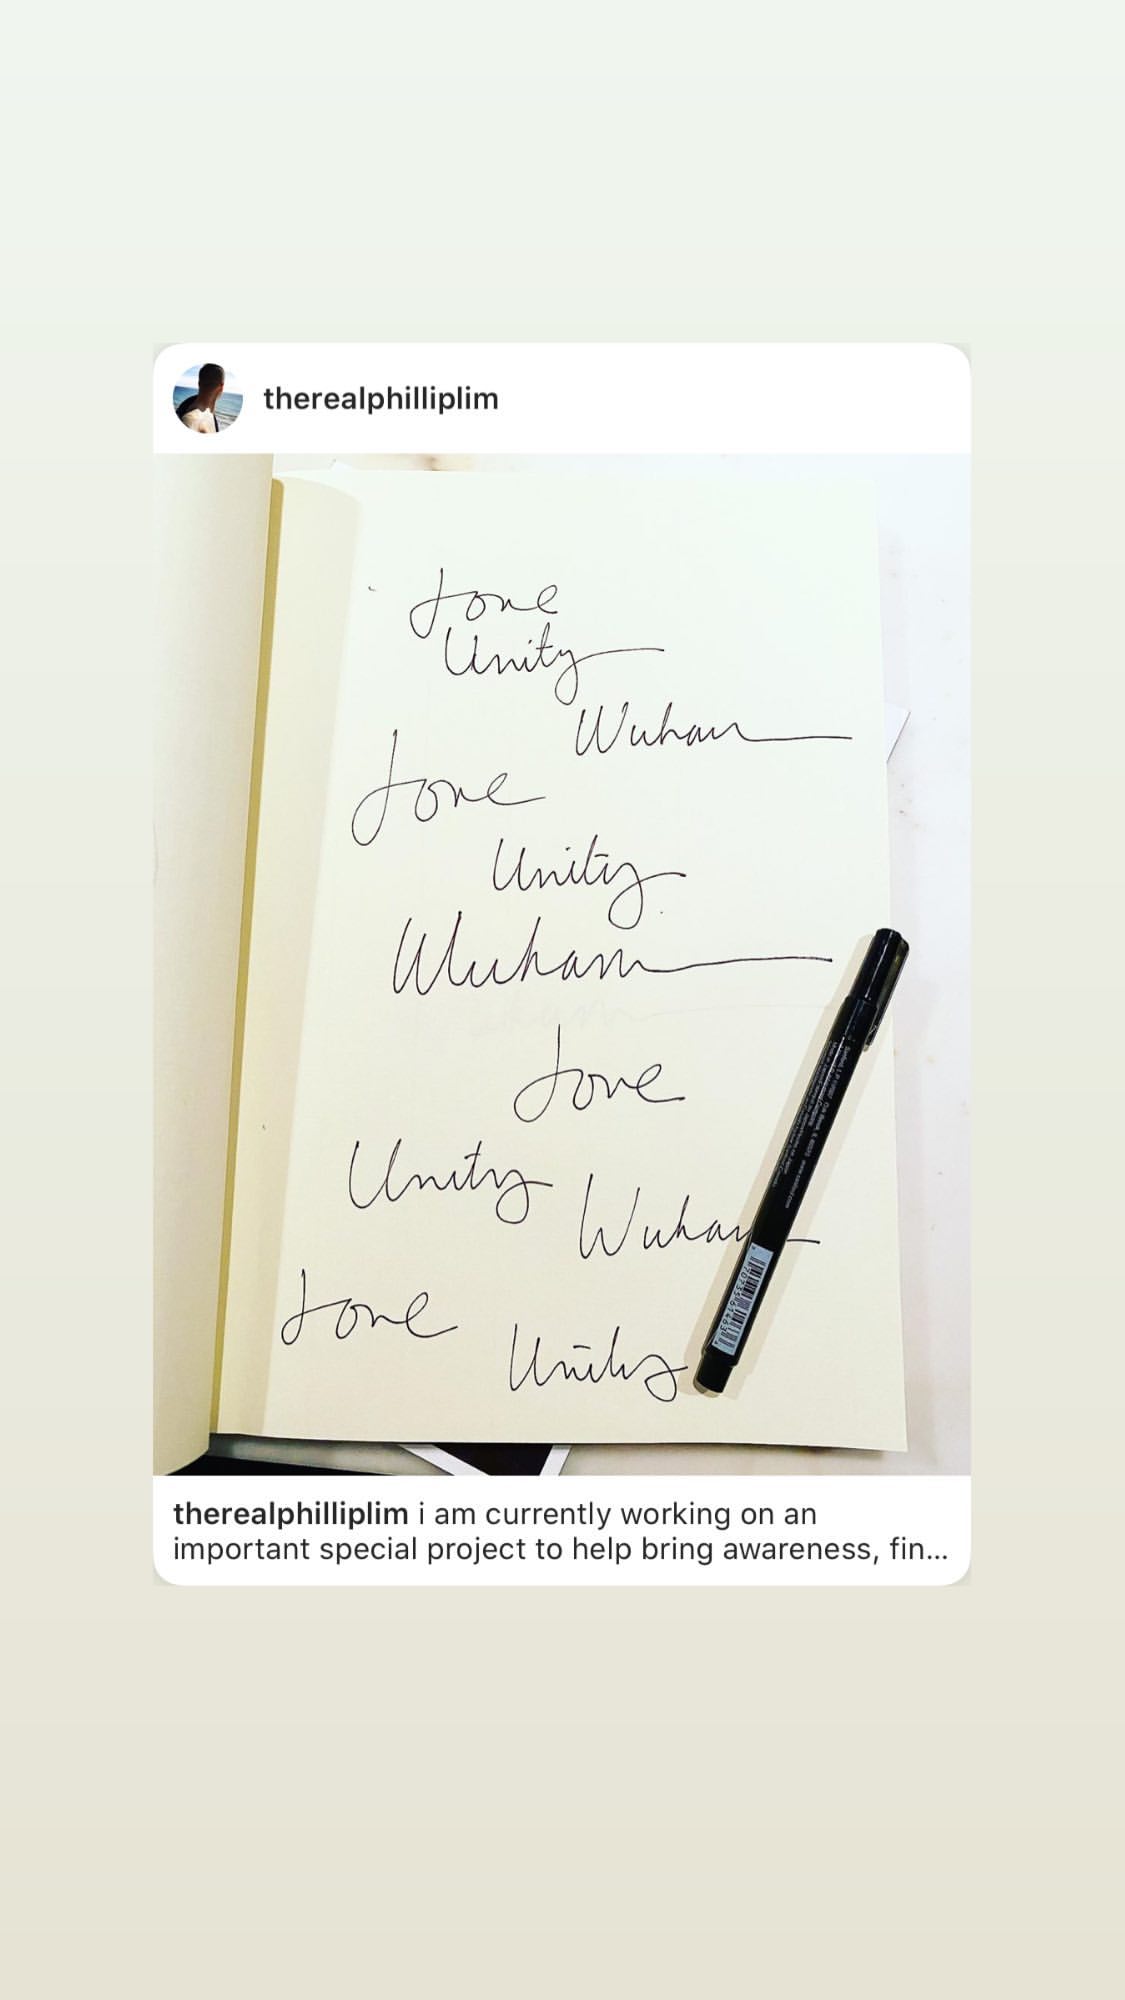 therealphilliplim
Love
Unity
Wuhan
Love
Unity
Wuhan
Love
Unity
Wuhan
Love
Unity
therealphilliplim i am currently working on an
important special project to help bring awareness, fin...